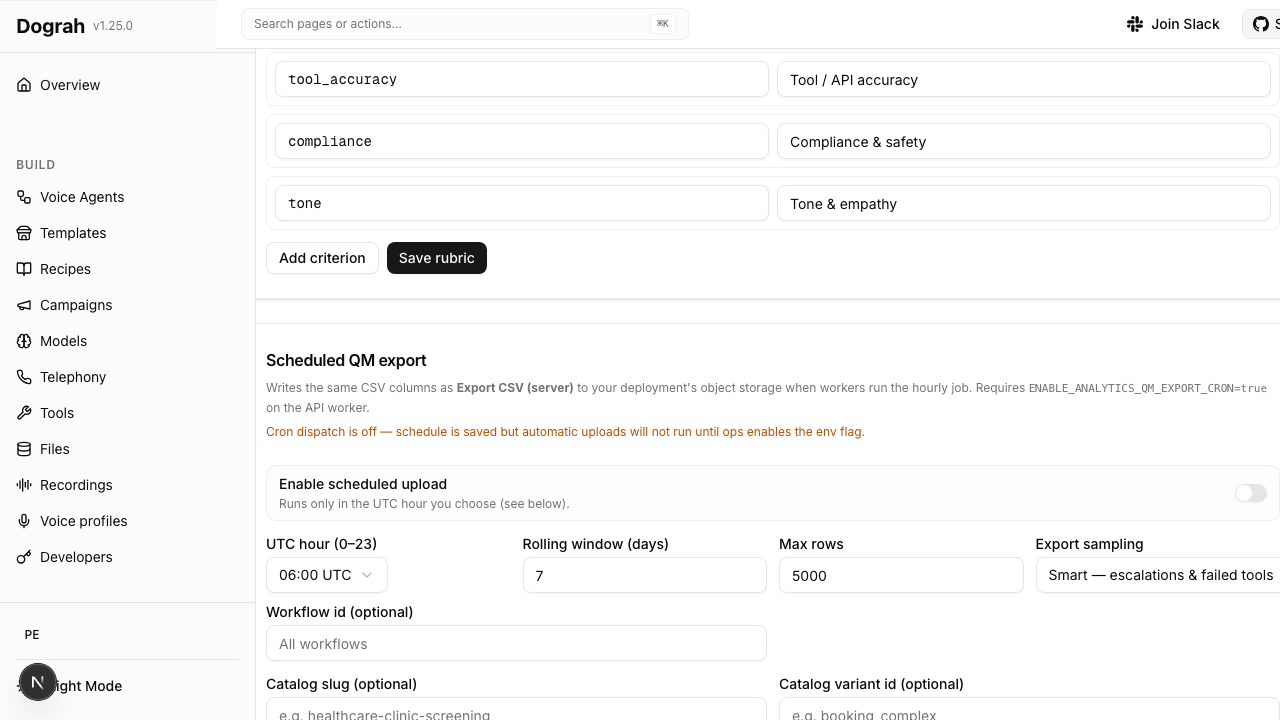 Dograh v1.25.0
Search pages or actions... ⌘K
Join Slack
Overview
BUILD
Voice Agents
Templates
Recipes
Campaigns
Models
Telephony
Tools
Files
Recordings
Voice profiles
Developers
PE
ight Mode
N
tool_accuracy
Tool / API accuracy
compliance
Compliance & safety
tone
Tone & empathy
Add criterion
Save rubric
Scheduled QM export
Writes the same CSV columns as Export CSV (server) to your deployment's object storage when workers run the hourly job. Requires ENABLE_ANALYTICS_QM_EXPORT_CRON=true
on the API worker.
Cron dispatch is off — schedule is saved but automatic uploads will not run until ops enables the env flag.
Enable scheduled upload
Runs only in the UTC hour you choose (see below).
UTC hour (0–23)
Rolling window (days)
Max rows
Export sampling
06:00 UTC
7
5000
Smart — escalations & failed tools
Workflow id (optional)
All workflows
Catalog slug (optional)
Catalog variant id (optional)
e.g. healthcare-clinic-screening
e.g. booking_complex